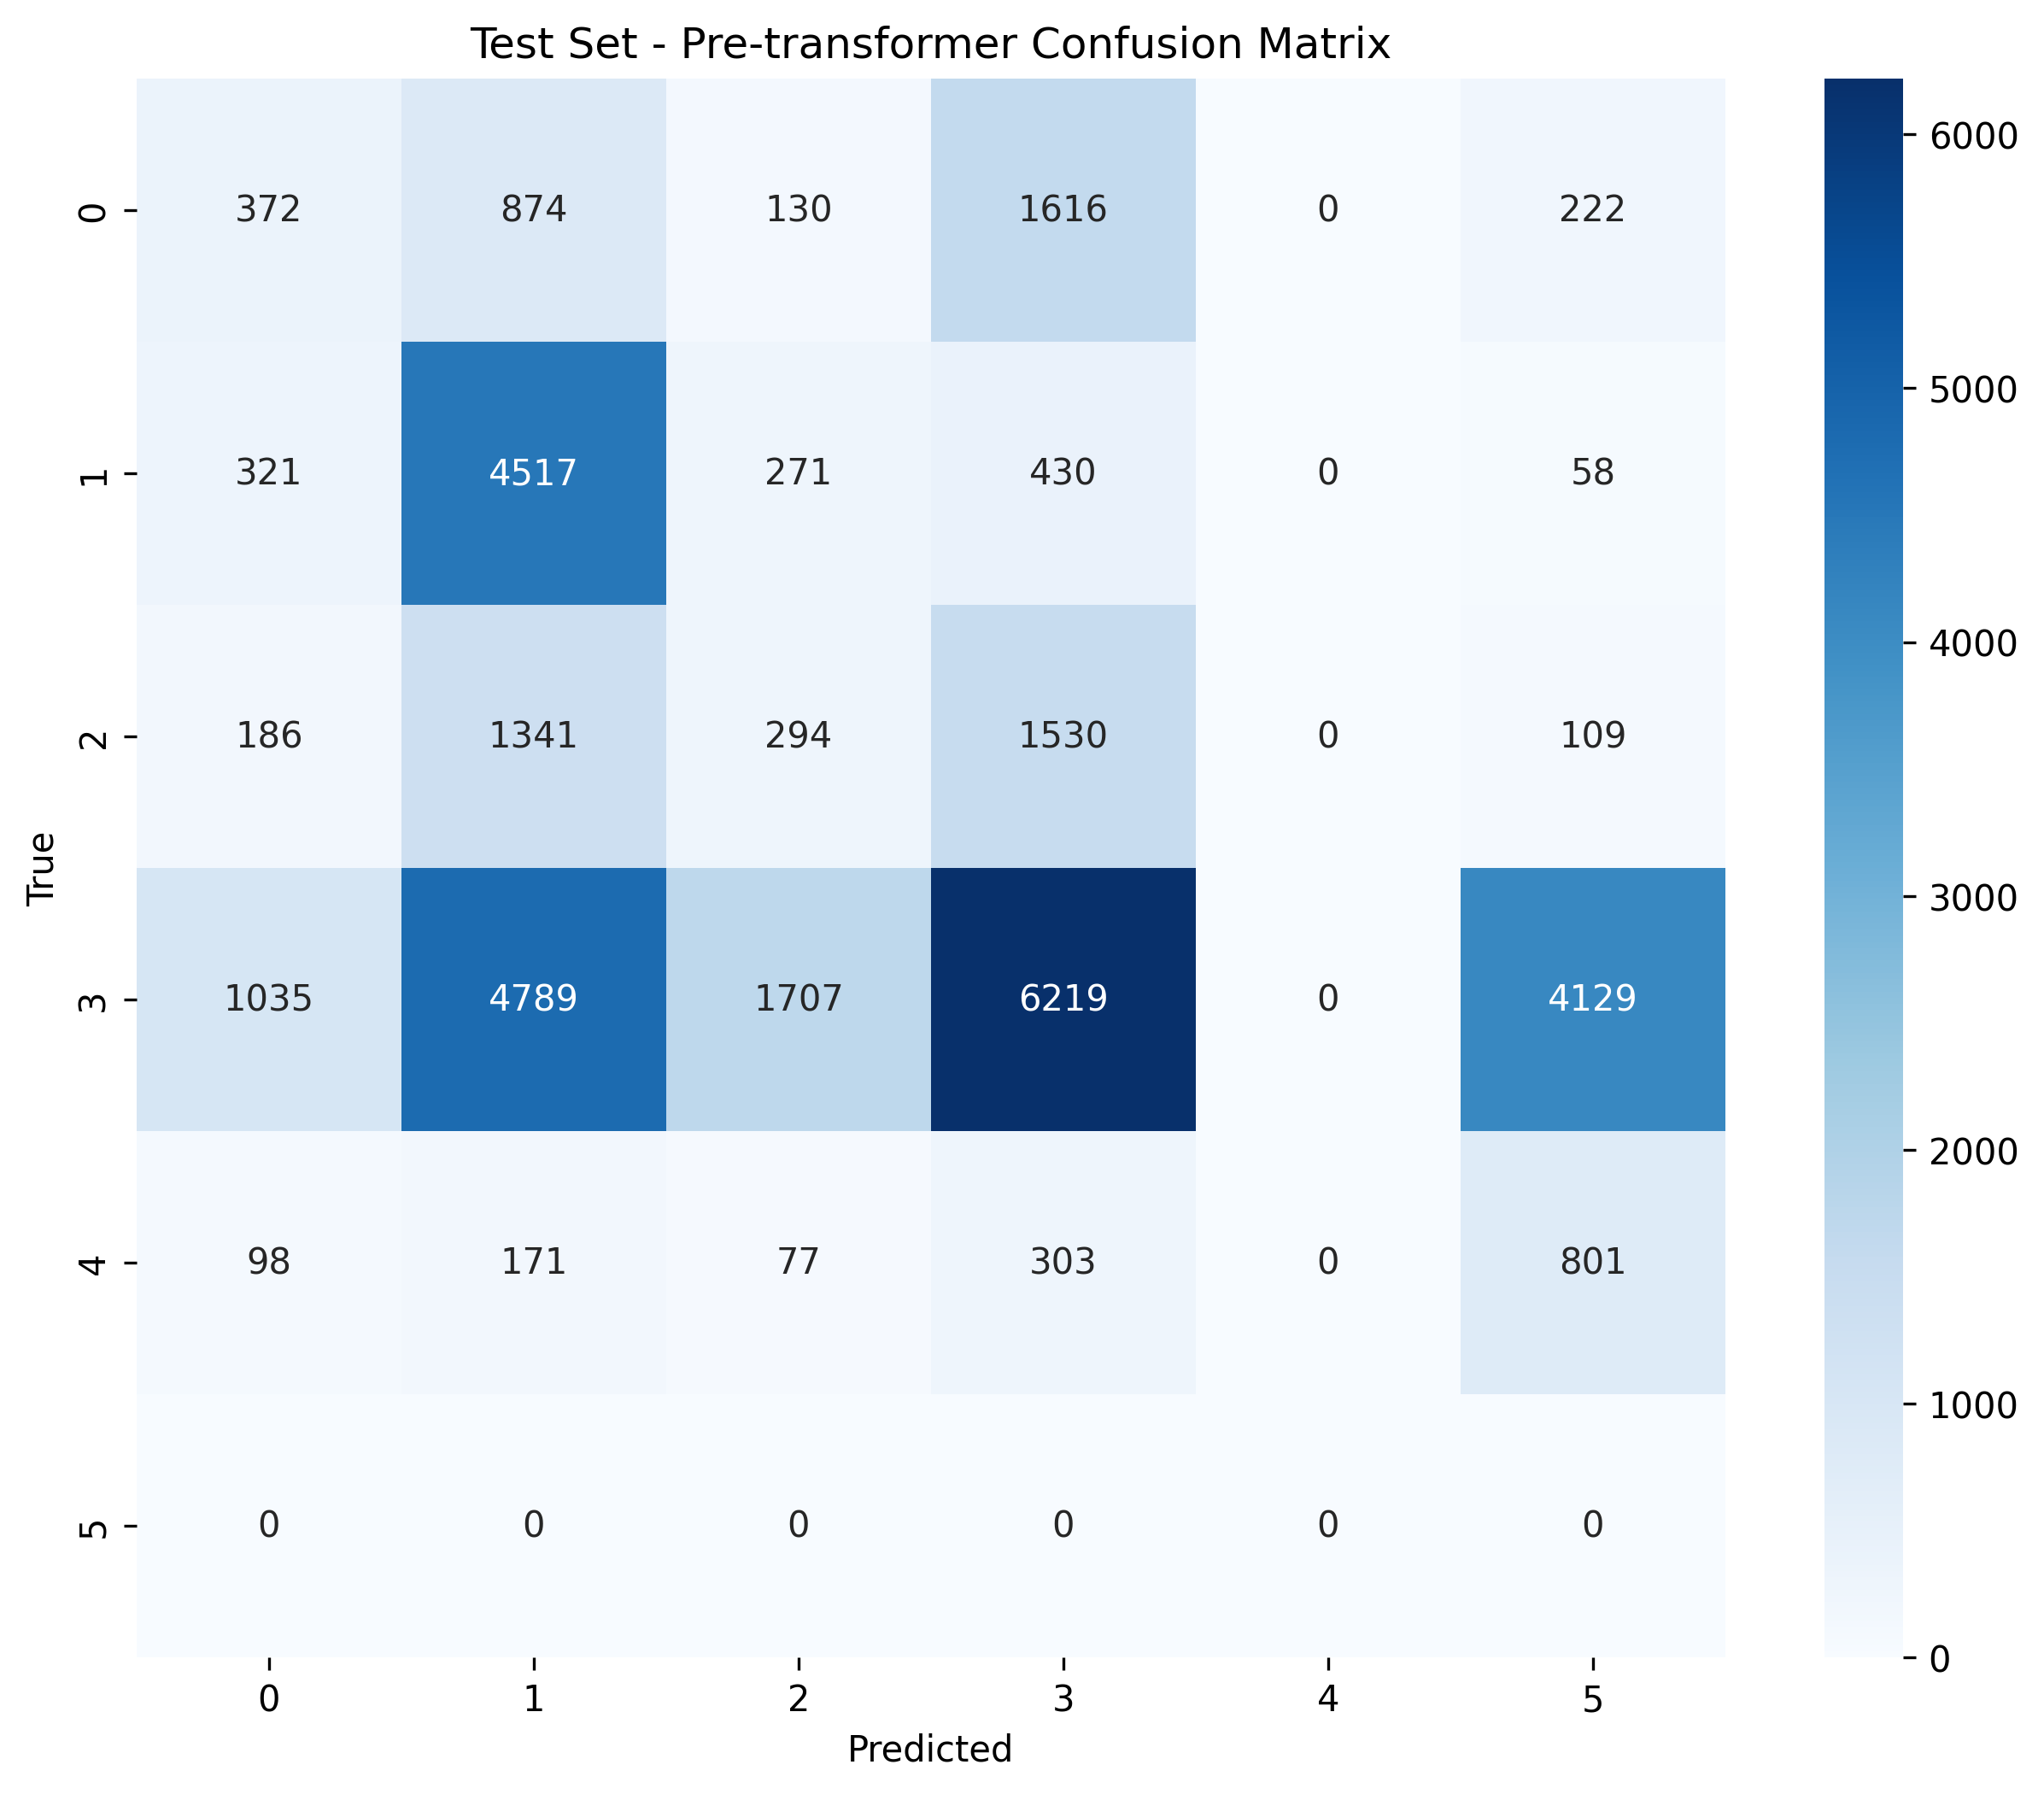 Test Set - Pre-transformer Confusion Matrix
372 874 130 1616 0 222
321 4517 271 430 0 58
186 1341 294 1530 0 109
1035 4789 1707 6219 0 4129
98 171 77 303 0 801
0 0 0 0 0 0
0
1
2
3
4
5
True
0 1 2 3 4 5
Predicted
6000
5000
4000
3000
2000
1000
0